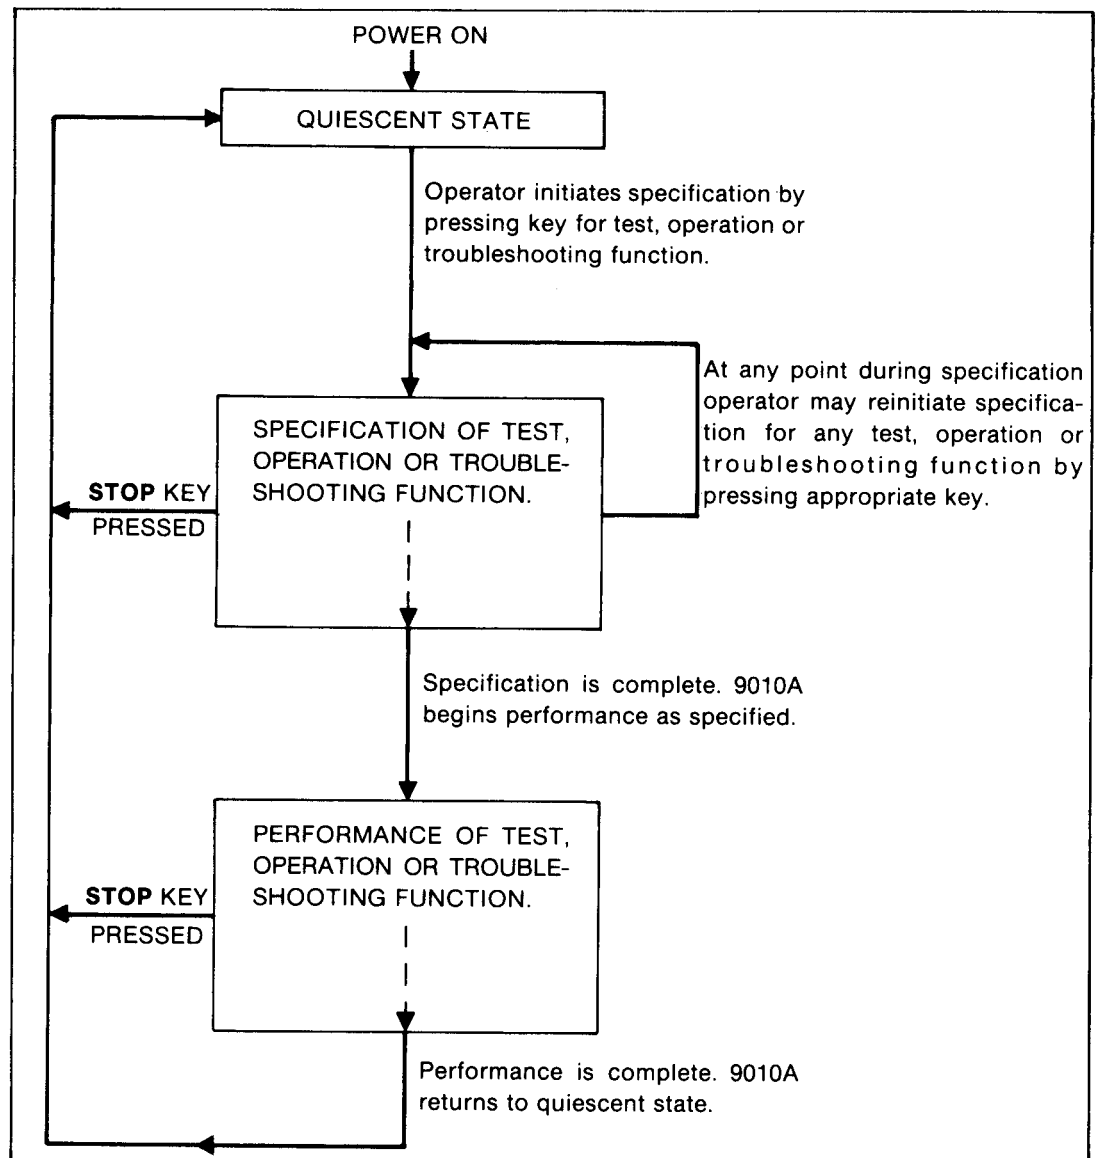 POWER ON
QUIESCENT STATE
Operator initiates specification by
pressing key for test, operation or
troubleshooting function.
At any point during specification
operator may reinitiate specifica-
tion for any test, operation or
troubleshooting function by
pressing appropriate key.
SPECIFICATION OF TEST,
OPERATION OR TROUBLE-
SHOOTING FUNCTION.
STOP KEY
PRESSED
Specification is complete. 9010A
begins performance as specified.
PERFORMANCE OF TEST,
OPERATION OR TROUBLE-
SHOOTING FUNCTION.
STOP KEY
PRESSED
Performance is complete. 9010A
returns to quiescent state.